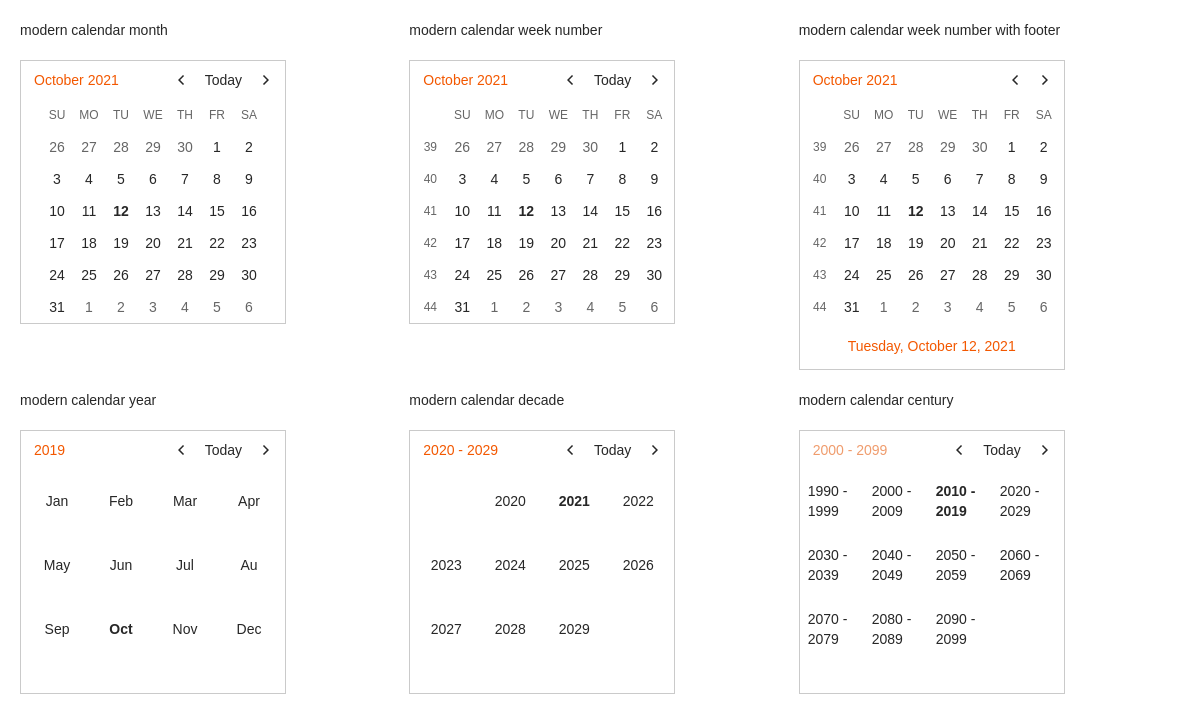 modern calendar month
October 2021 Today
SU MO TU WE TH FR SA
26 27 28 29 30 1 2
3 4 5 6 7 8 9
10 11 12 13 14 15 16
17 18 19 20 21 22 23
24 25 26 27 28 29 30
31 1 2 3 4 5 6
modern calendar week number
October 2021 Today
SU MO TU WE TH FR SA
39 26 27 28 29 30 1 2
40 3 4 5 6 7 8 9
41 10 11 12 13 14 15 16
42 17 18 19 20 21 22 23
43 24 25 26 27 28 29 30
44 31 1 2 3 4 5 6
modern calendar week number with footer
October 2021
SU MO TU WE TH FR SA
39 26 27 28 29 30 1 2
40 3 4 5 6 7 8 9
41 10 11 12 13 14 15 16
42 17 18 19 20 21 22 23
43 24 25 26 27 28 29 30
44 31 1 2 3 4 5 6
Tuesday, October 12, 2021
modern calendar year
2019 Today
Jan Feb Mar Apr
May Jun Jul Au
Sep Oct Nov Dec
modern calendar decade
2020 - 2029 Today
2020 2021 2022
2023 2024 2025 2026
2027 2028 2029
modern calendar century
2000 - 2099 Today
1990 - 2000 - 2010 - 2020 -
1999 2009 2019 2029
2030 - 2040 - 2050 - 2060 -
2039 2049 2059 2069
2070 - 2080 - 2090 -
2079 2089 2099